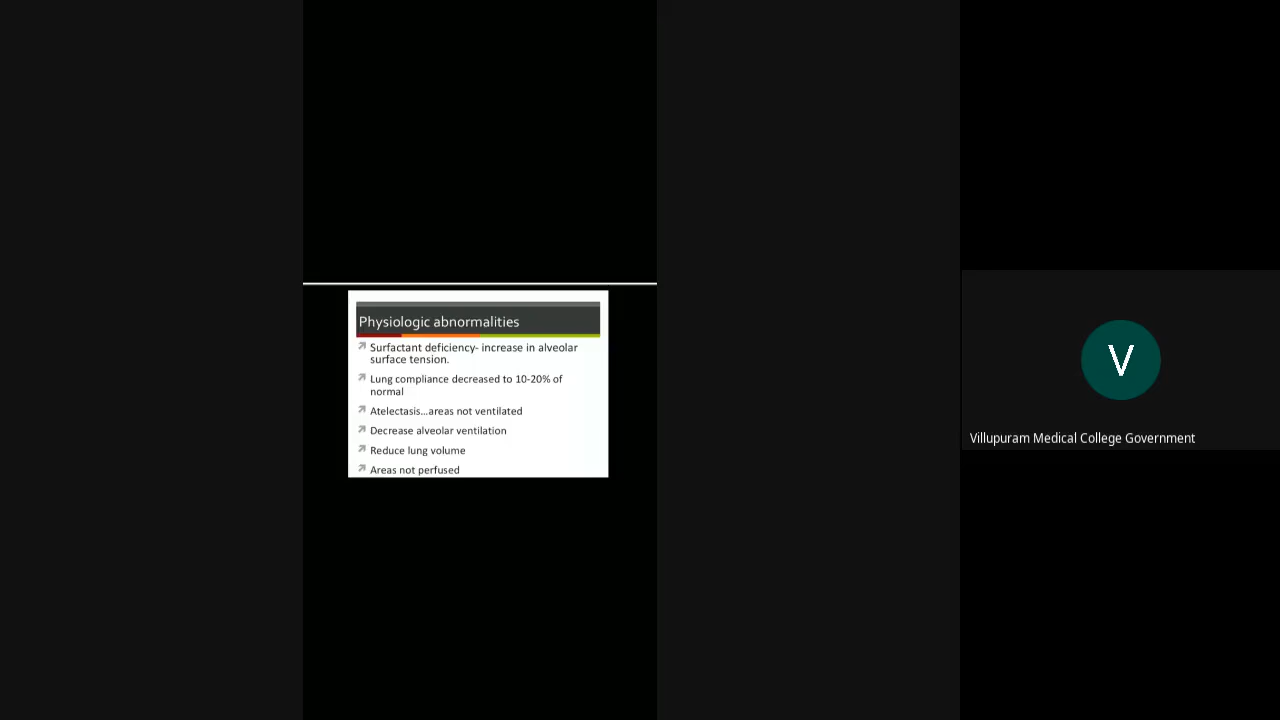 Physiologic abnormalities
Surfactant deficiency- increase in alveolar
surface tension.
Lung compliance decreased to 10-20% of
normal
Atelectasis...areas not ventilated
Decrease alveolar ventilation
Reduce lung volume
Areas not perfused
V
Villupuram Medical College Government